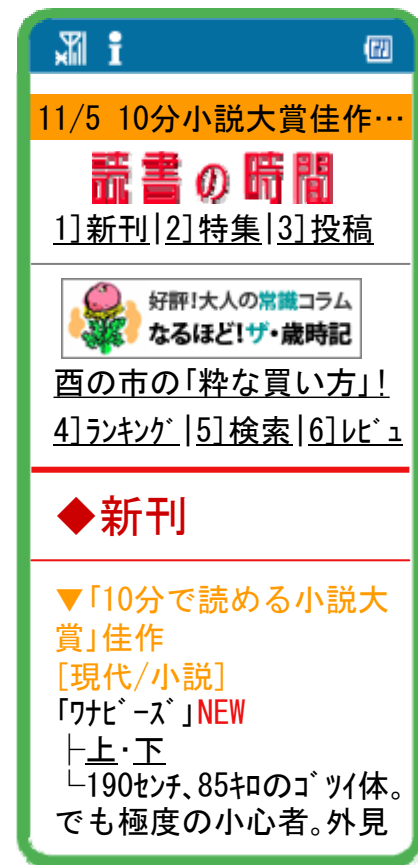 11/5 10分小説大賞佳作…
読書の時間
1]新刊|2]特集|3]投稿
好評!大人の常識コラム
なるほど!ザ・歳時記
酉の市の「粋な買い方」!
4]ﾗﾝｷﾝｸﾞ|5]検索|6]ﾚﾋﾞｭ
◆新刊
▼「10分で読める小説大
賞」佳作
[現代/小説]
「ﾜﾅﾋﾞｰｽﾞ」NEW
├上・下
└190ｾﾝﾁ、85ｷﾛのｺﾞﾂｲ体。
でも極度の小心者。外見